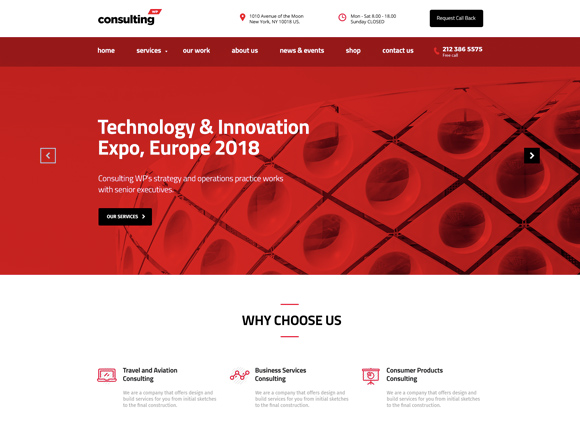 consulting WP
1010 Avenue of the Moon
New York, NY 10018 US.
Mon - Sat 8.00 - 18.00
Sunday CLOSED
Request Call Back
home services our work about us news & events shop contact us
212 386 5575
Free call
Technology & Innovation
Expo, Europe 2018
Consulting WP's strategy and operations practice works
with senior executives.
OUR SERVICES
WHY CHOOSE US
Travel and Aviation
Consulting
We are a company that offers design and
build services for you from initial sketches
to the final construction.
Business Services
Consulting
We are a company that offers design and
build services for you from initial sketches
to the final construction.
Consumer Products
Consulting
We are a company that offers design and
build services for you from initial sketches
to the final construction.